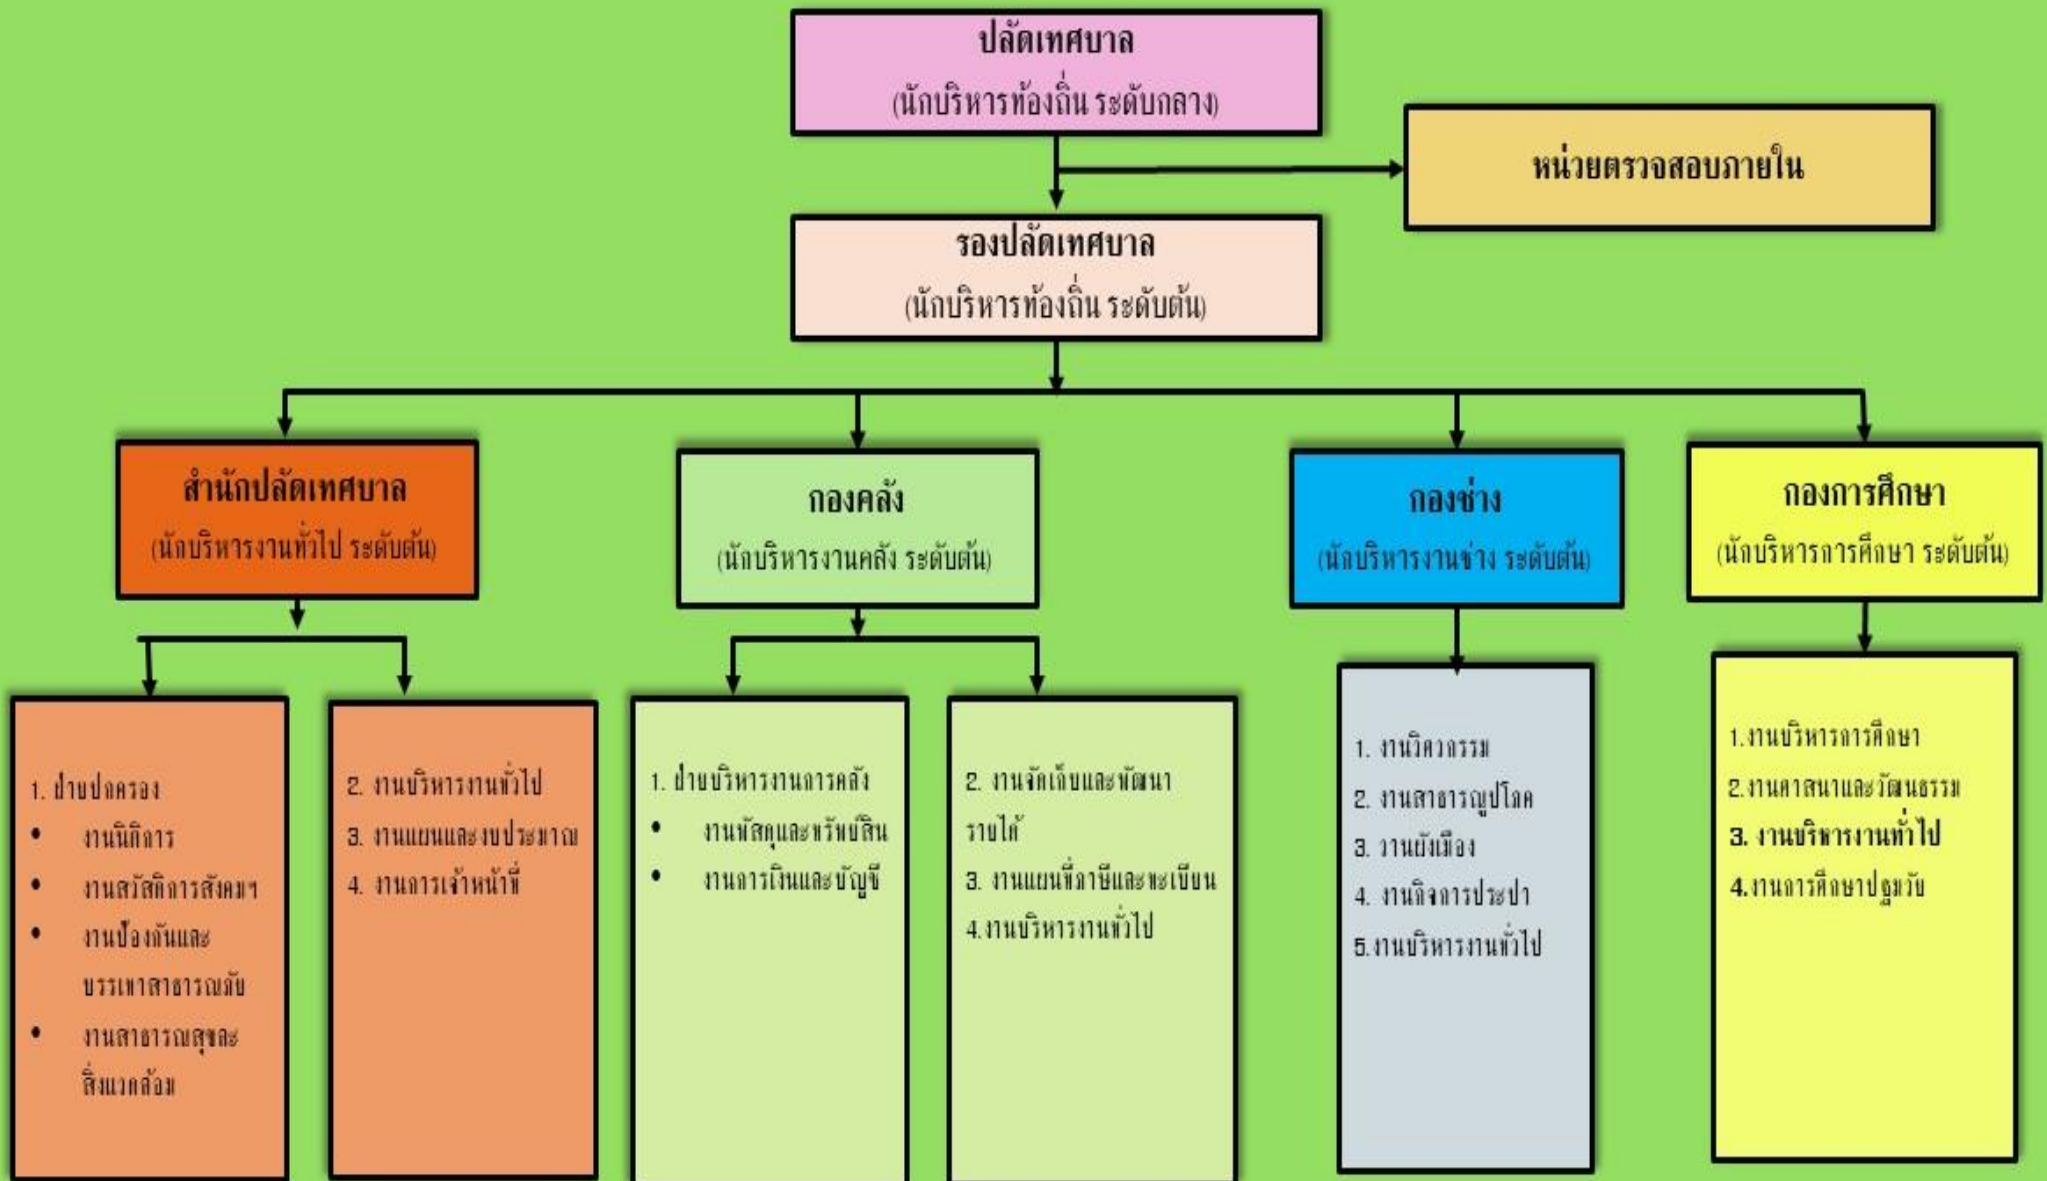 ปลัดเทศบาล
(นักบริหารท้องถิ่น ระดับกลาง)
หน่วยตรวจสอบภายใน
รองปลัดเทศบาล
(นักบริหารท้องถิ่น ระดับต้น)
สำนักปลัดเทศบาล
(นักบริหารงานทั่วไป ระดับต้น)
กองคลัง
(นักบริหารงานคลัง ระดับต้น)
กองช่าง
(นักบริหารงานช่าง ระดับต้น)
กองการศึกษา
(นักบริหารการศึกษา ระดับต้น)
1. ฝ่ายปกครอง
• งานนิติการ
• งานสวัสดิการสังคมฯ
• งานป้องกันและ
บรรเทาสาธารณภัย
• งานสาธารณสุขละ
สิ่งแวดล้อม
2. งานบริหารงานทั่วไป
3. งานแผนและงบประมาณ
4. งานการเจ้าหน้าที่
1. ฝ่ายบริหารงานการคลัง
• งานพัสดุและทรัพย์สิน
• งานการเงินและบัญชี
2. งานจัดเก็บและพัฒนา
รายได้
3. งานแผนที่ภาษีและทะเบียน
4.งานบริหารงานทั่วไป
1. งานวิศวกรรม
2. งานสาธารณูปโภค
3. วานผังเมือง
4. งานกิจการประปา
5.งานบริหารงานทั่วไป
1.งานบริหารการศึกษา
2.งานศาสนาและวัฒนธรรม
3. งานบริหารงานทั่วไป
4.งานการศึกษาปฐมวัย